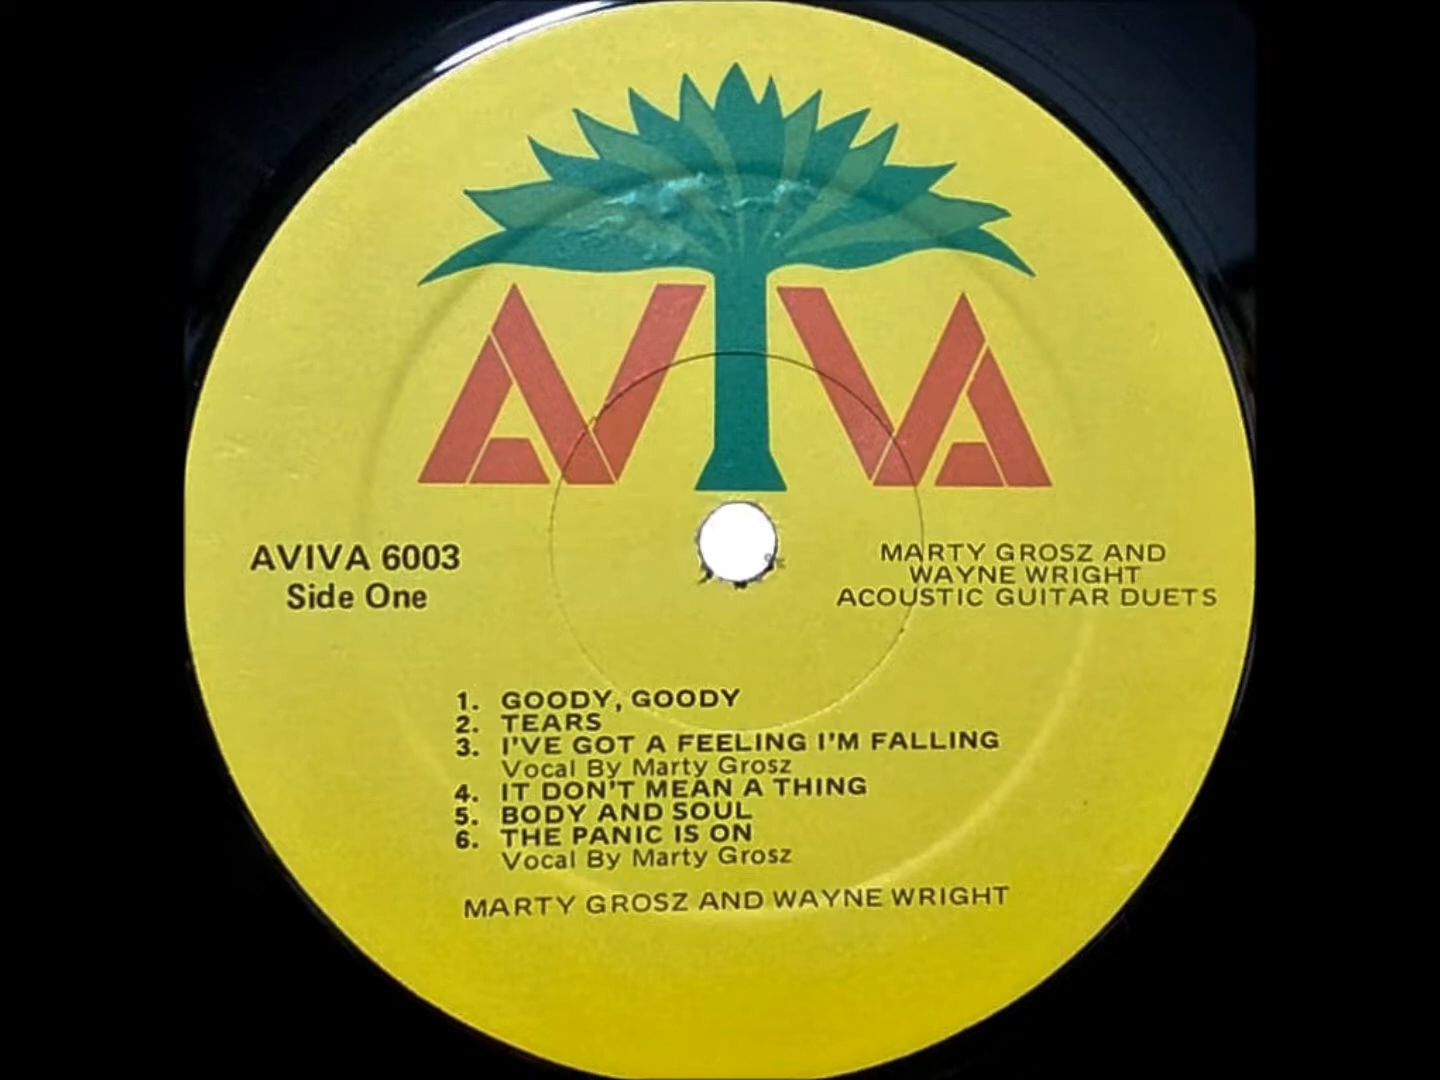 AVIVA
AVIVA 6003
Side One
MARTY GROSZ AND
WAYNE WRIGHT
ACOUSTIC GUITAR DUETS
1. GOODY, GOODY
2. TEARS
3. I'VE GOT A FEELING I'M FALLING
Vocal By Marty Grosz
4. IT DON'T MEAN A THING
5. BODY AND SOUL
6. THE PANIC IS ON
Vocal By Marty Grosz
MARTY GROSZ AND WAYNE WRIGHT